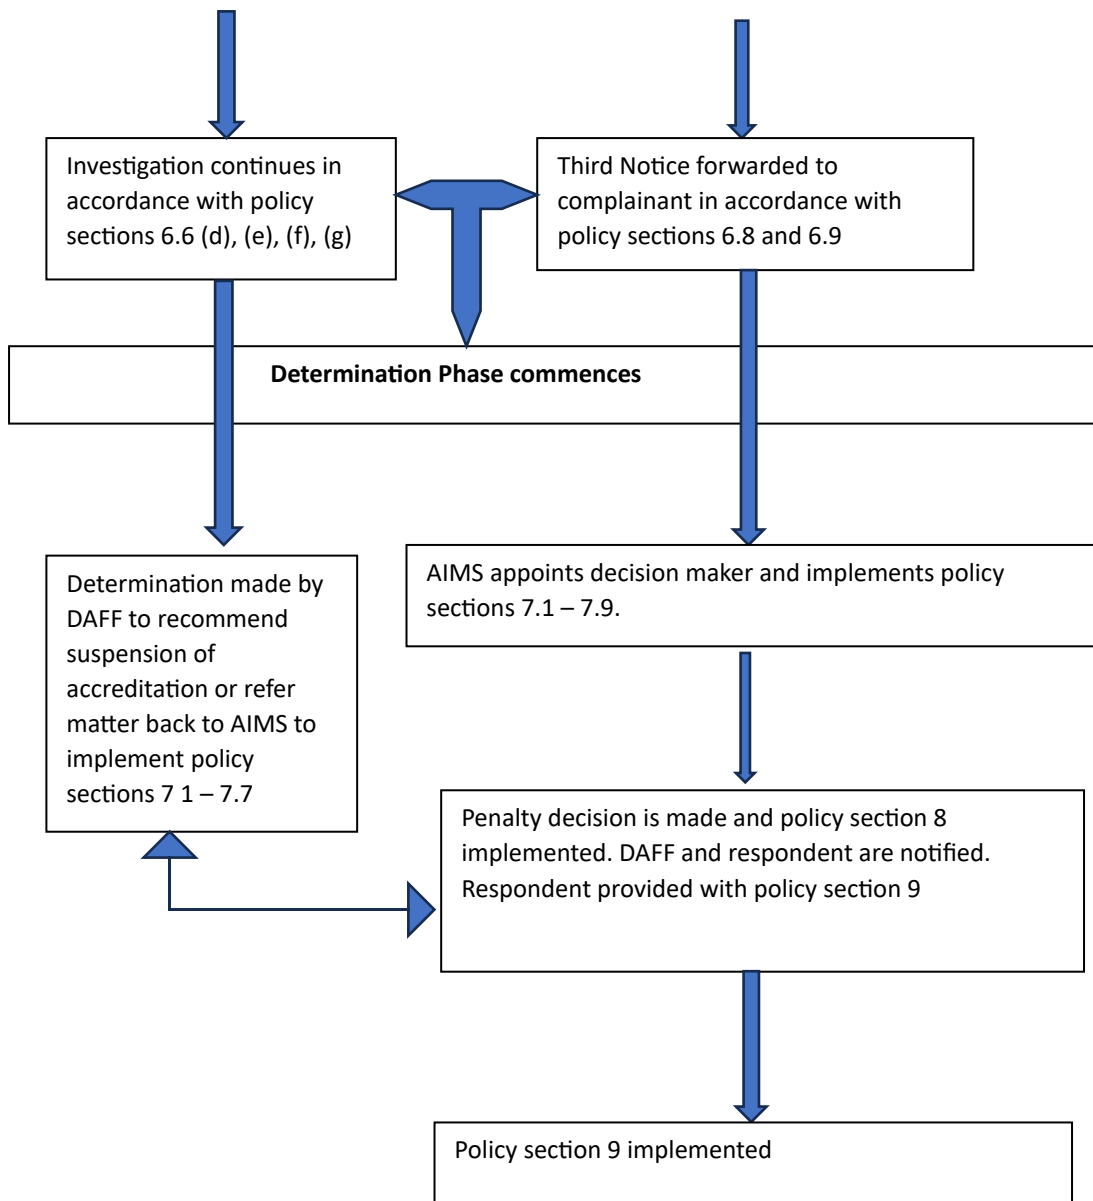 Investigation continues in
accordance with policy
sections 6.6 (d), (e), (f), (g)
Third Notice forwarded to
complainant in accordance with
policy sections 6.8 and 6.9
Determination Phase commences
Determination made by
DAFF to recommend
suspension of
accreditation or refer
matter back to AIMS to
implement policy
sections 7 1 – 7.7
AIMS appoints decision maker and implements policy
sections 7.1 – 7.9.
Penalty decision is made and policy section 8
implemented. DAFF and respondent are notified.
Respondent provided with policy section 9
Policy section 9 implemented